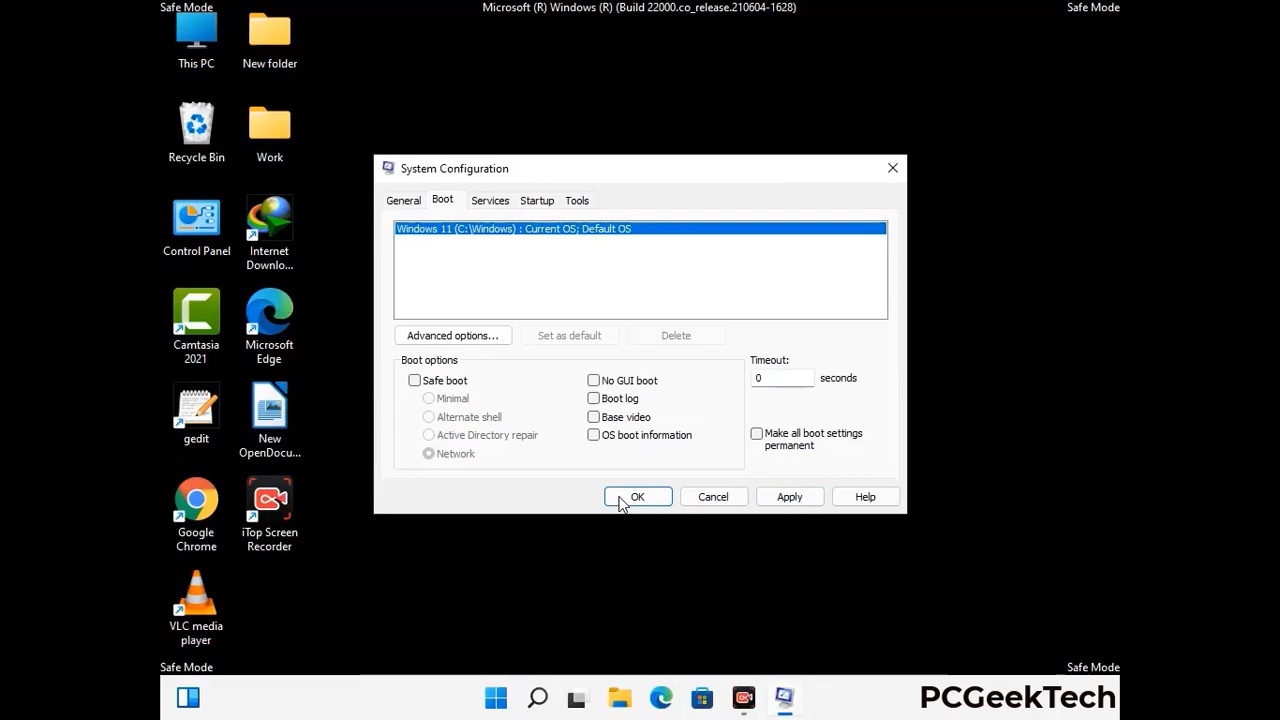 Safe Mode
Microsoft (R) Windows (R) (Build 22000.co_release.210604-1628)
Safe Mode
This PC
New folder
Recycle Bin
Work
Control Panel
Internet
Downlo...
Camtasia
2021
Microsoft
Edge
gedit
New
OpenDocu...
Google
Chrome
iTop Screen
Recorder
VLC media
player
System Configuration
General
Boot
Services
Startup
Tools
Windows 11 (C:\Windows) : Current OS; Default OS
Advanced options...
Set as default
Delete
Boot options
Safe boot
Minimal
Alternate shell
Active Directory repair
Network
No GUI boot
Boot log
Base video
OS boot information
Timeout:
0
seconds
Make all boot settings
permanent
OK
Cancel
Apply
Help
Safe Mode
Safe Mode
PCGeekTech